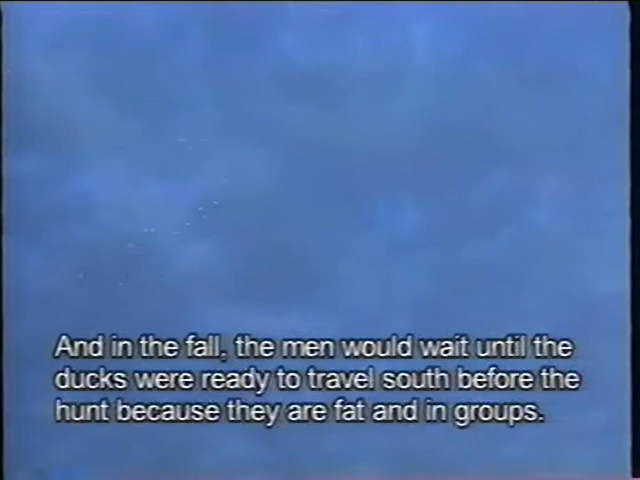 And in the fall, the men would wait until the
ducks were ready to travel south before the
hunt because they are fat and in groups.